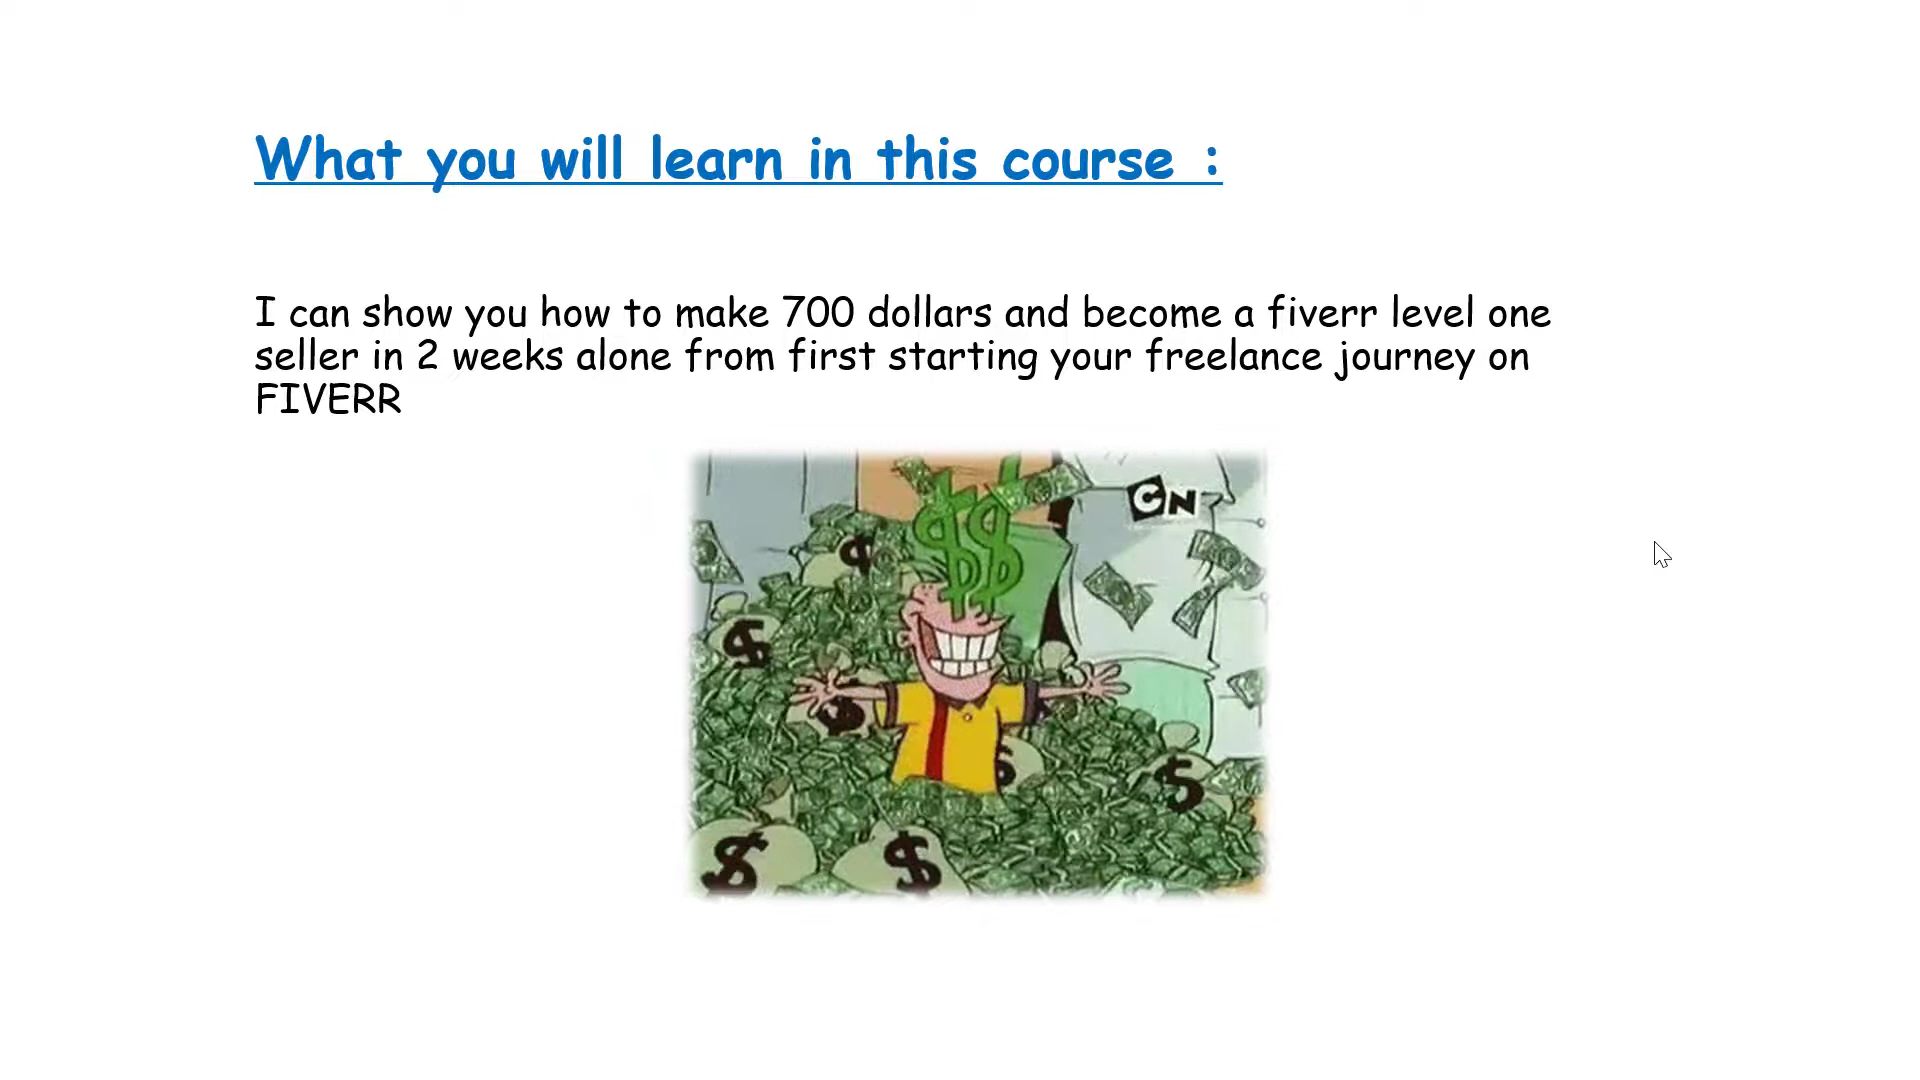 What you will learn in this course :
I can show you how to make 700 dollars and become a fiverr level one
seller in 2 weeks alone from first starting your freelance journey on
FIVERR
CN
$$
$
$
$
$
$
$
$